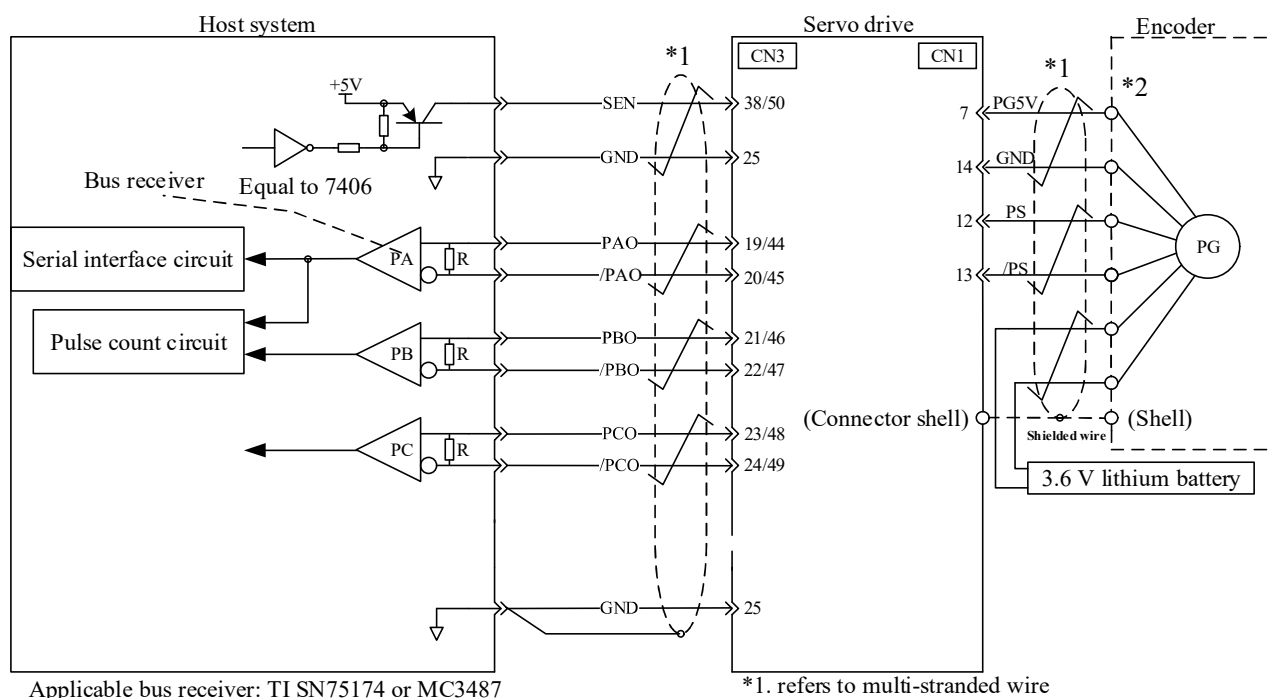 Host system
Servo drive
Encoder
*1
CN3
CN1
*1
*2
+5V
SEN
38/50
7
PG5V
GND
25
14
GND
Equal to 7406
Bus receiver
12
PS
PAO
19/44
PA
R
Serial interface circuit
/PAO
20/45
13
/PS
PG
Pulse count circuit
PBO
21/46
PB
R
/PBO
22/47
(Connector shell)
Shielded wire
(Shell)
PCO
23/48
PC
R
/PCO
24/49
3.6 V lithium battery
GND
25
Applicable bus receiver: TI SN75174 or MC3487
*1. refers to multi-stranded wire